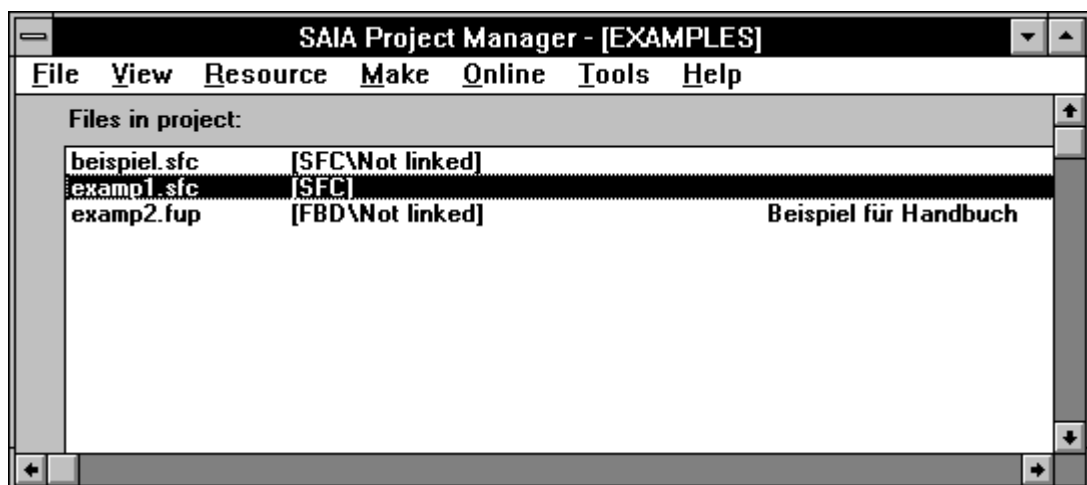 SAIA Project Manager - [EXAMPLES]
File View Resource Make Online Tools Help
Files in project:
beispiel.sfc [SFC\Not linked]
examp1.sfc [SFC]
examp2.fup [FBD\Not linked] Beispiel für Handbuch